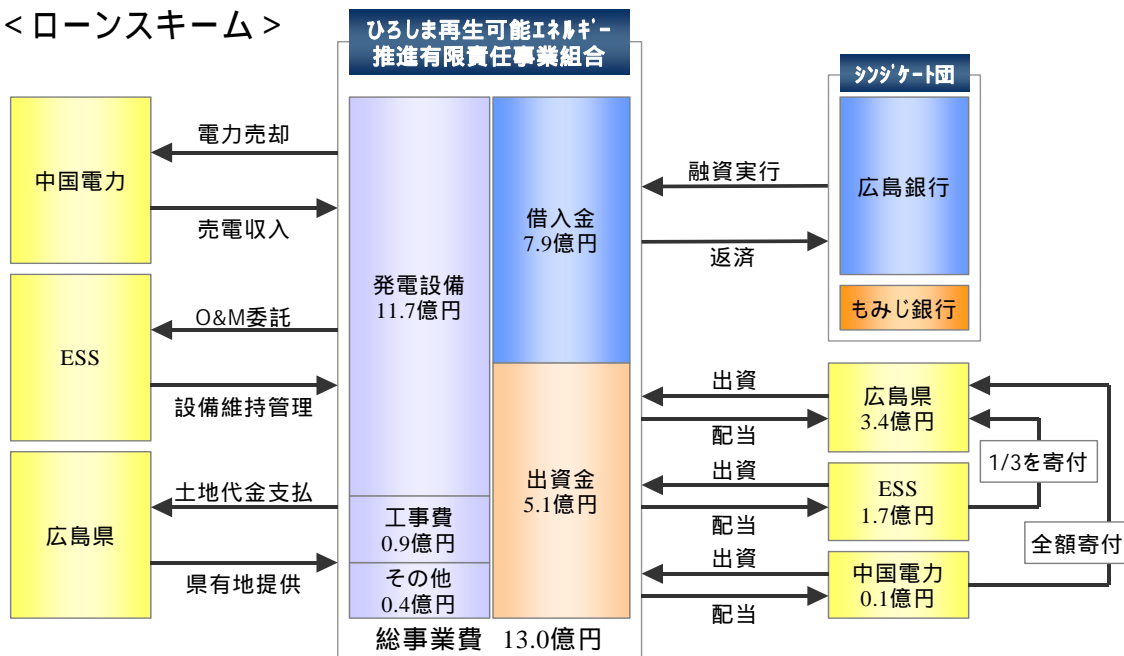 ＜ローンスキーム＞
ひろしま再生可能ｴﾈﾙｷﾞｰ
推進有限責任事業組合
ｼﾝｼﾞｹｰﾄ団
中国電力
電力売却
売電収入
ESS
O&M委託
設備維持管理
広島県
土地代金支払
県有地提供
発電設備
11.7億円
工事費
0.9億円
その他
0.4億円
借入金
7.9億円
出資金
5.1億円
総事業費 13.0億円
融資実行
返済
広島銀行
もみじ銀行
出資
配当
広島県
3.4億円
出資
配当
ESS
1.7億円
出資
配当
中国電力
0.1億円
1/3を寄付
全額寄付